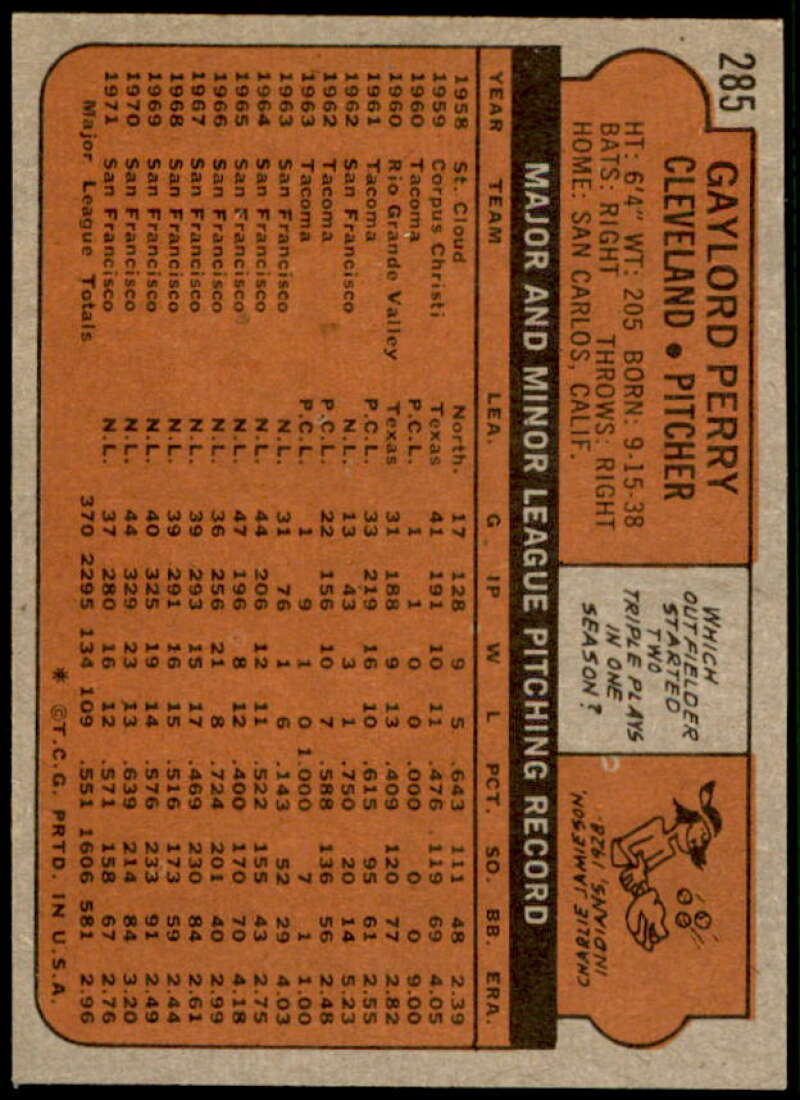 285
GAYLORD PERRY
CLEVELAND • PITCHER
HT: 6'4" WT: 205 BORN: 9-15-38
BATS: RIGHT THROWS: RIGHT
HOME: SAN CARLOS, CALIF.
WHICH
OUTFIELDER
STARTED
TWO
TRIPLE PLAYS
IN ONE
SEASON?
CHARLIE JAMIESON,
INDIANS, 1928.
MAJOR AND MINOR LEAGUE PITCHING RECORD
YEAR TEAM LEA. G IP W L PCT. SO. BB. ERA.
1958 St. Cloud North. 17 128 9 5 .643 111 48 2.39
1959 Corpus Christi Texas 41 191 10 11 .476 119 69 4.05
1960 Tacoma P.C.L. 1 1 0 0 .000 0 0 9.00
1960 Rio Grande Valley Texas 31 188 9 13 .409 120 77 2.82
1961 Tacoma P.C.L. 33 219 16 10 .615 95 61 2.55
1962 San Francisco N.L. 13 43 3 1 .750 20 14 5.23
1962 Tacoma P.C.L. 22 156 10 7 .588 136 56 2.48
1963 Tacoma P.C.L. 1 9 1 0 1.000 7 1 1.00
1963 San Francisco N.L. 31 76 1 6 .143 52 29 4.03
1964 San Francisco N.L. 44 206 12 11 .522 155 43 2.75
1965 San Francisco N.L. 47 196 8 12 .400 170 70 4.18
1966 San Francisco N.L. 36 256 21 8 .724 201 40 2.99
1967 San Francisco N.L. 39 293 15 17 .469 230 84 2.61
1968 San Francisco N.L. 39 291 16 15 .516 173 59 2.44
1969 San Francisco N.L. 40 325 19 14 .576 233 91 2.49
1970 San Francisco N.L. 44 329 23 13 .639 214 84 3.20
1971 San Francisco N.L. 37 280 16 12 .571 158 67 2.76
Major League Totals 370 2295 134 109 .551 1606 581 2.96
* ©T.C.G. PRTD. IN U.S.A.